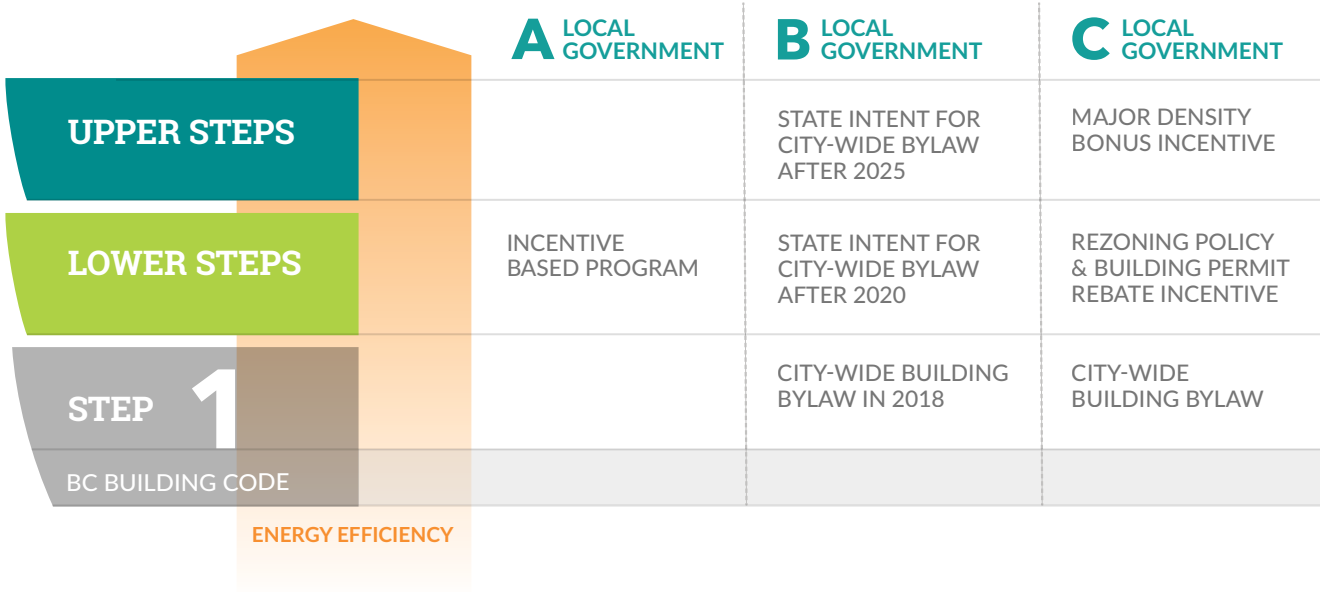 A LOCAL GOVERNMENT
B LOCAL GOVERNMENT
C LOCAL GOVERNMENT
UPPER STEPS
STATE INTENT FOR
CITY-WIDE BYLAW
AFTER 2025
MAJOR DENSITY
BONUS INCENTIVE
LOWER STEPS
INCENTIVE
BASED PROGRAM
STATE INTENT FOR
CITY-WIDE BYLAW
AFTER 2020
REZONING POLICY
& BUILDING PERMIT
REBATE INCENTIVE
STEP 1
CITY-WIDE BUILDING
BYLAW IN 2018
CITY-WIDE
BUILDING BYLAW
BC BUILDING CODE
ENERGY EFFICIENCY